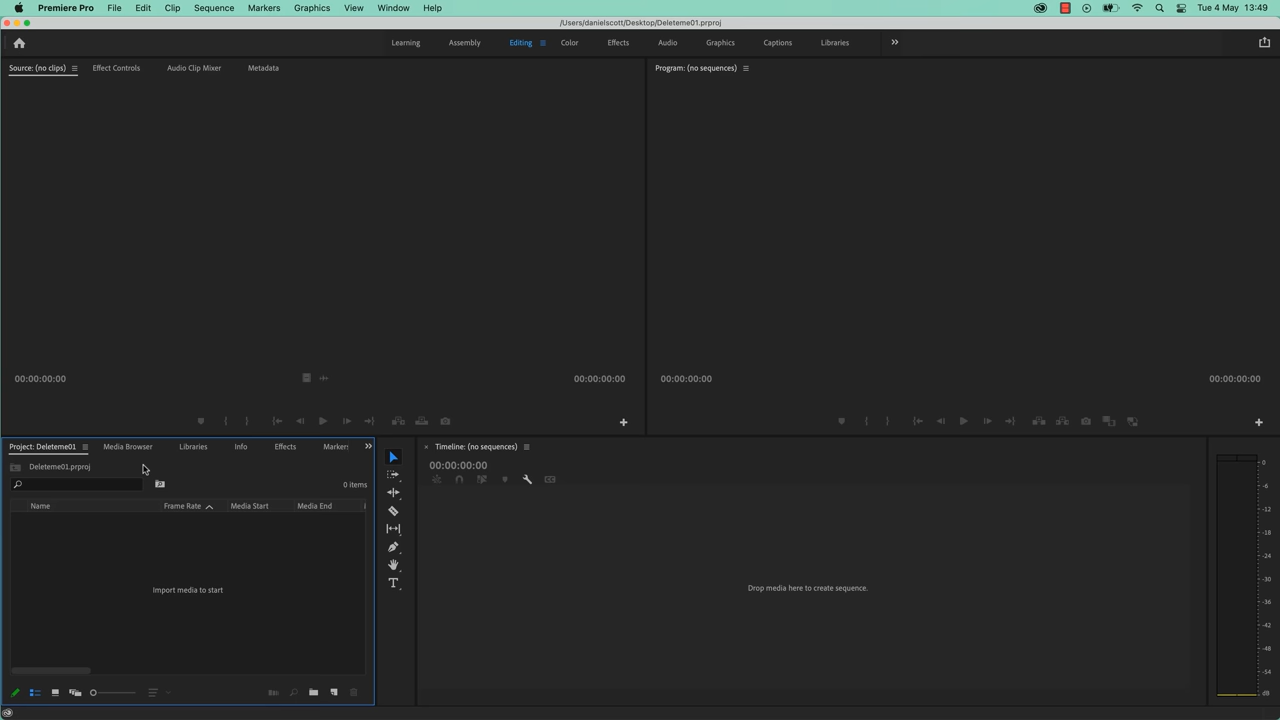 Premiere Pro File Edit Clip Sequence Markers Graphics View Window Help Tue 4 May 13:49
/Users/danielscott/Desktop/Deleteme01.prproj
Learning Assembly Editing Color Effects Audio Graphics Captions Libraries
Source: (no clips) Effect Controls Audio Clip Mixer Metadata
Program: (no sequences)
00:00:00:00 00:00:00:00
00:00:00:00 00:00:00:00
Project: Deleteme01 Media Browser Libraries Info Effects Markers
Timeline: (no sequences)
Deleteme01.prproj
00:00:00:00
0 items
Name Frame Rate Media Start Media End
Import media to start
Drop media here to create sequence.
0
-6
-12
-18
-24
-30
-36
-42
-48
-54
dB